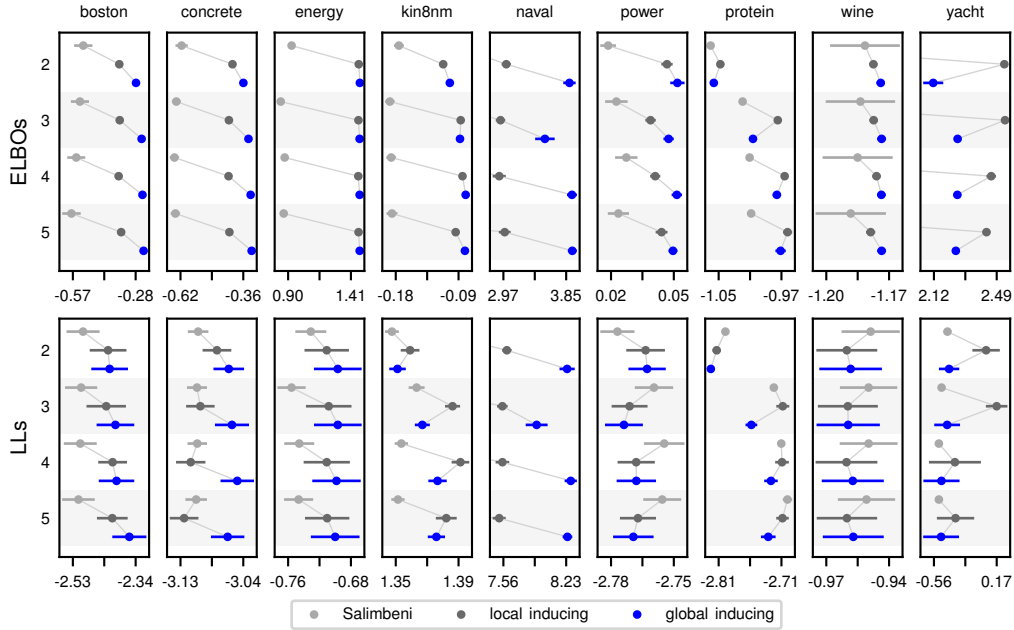 boston concrete energy kin8nm naval power protein wine yacht
ELBOs
2
3
4
5
-0.57 -0.28 -0.62 -0.36 0.90 1.41 -0.18 -0.09 2.97 3.85 0.02 0.05 -1.05 -0.97 -1.20 -1.17 2.12 2.49
LLs
2
3
4
5
-2.53 -2.34 -3.13 -3.04 -0.76 -0.68 1.35 1.39 7.56 8.23 -2.78 -2.75 -2.81 -2.71 -0.97 -0.94 -0.56 0.17
Salimbeni local inducing global inducing